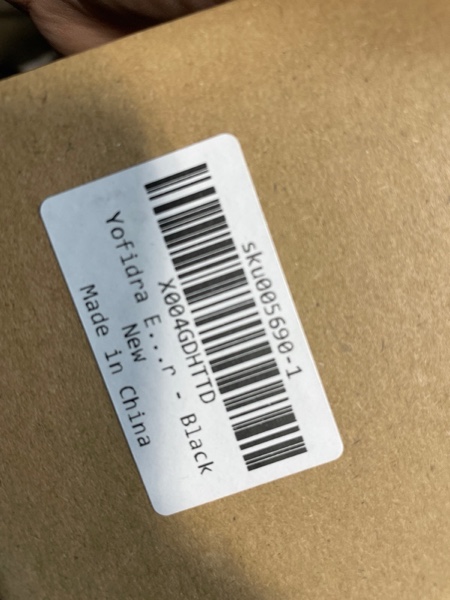 sku005690-1
X004GDHTTD
Yofidra E...r - Black
New
Made in China